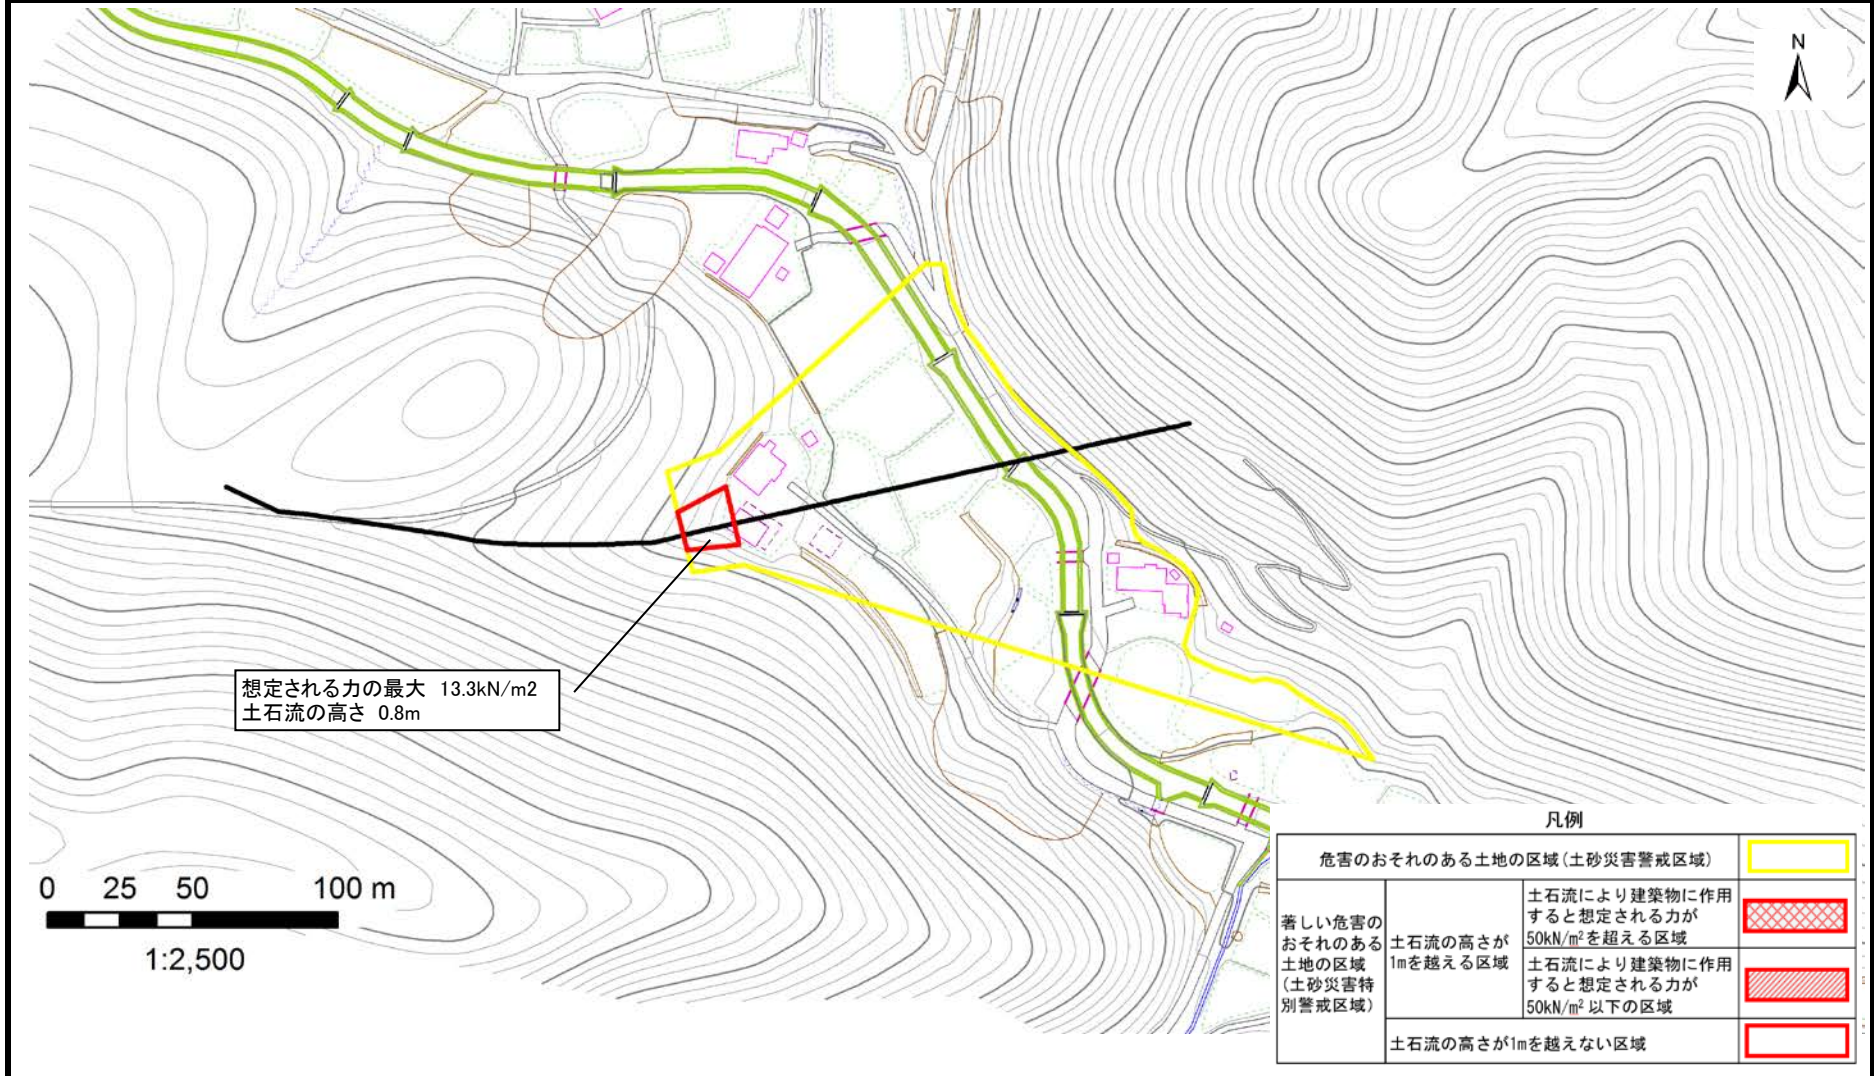 N
想定される力の最大 13.3kN/m2
土石流の高さ 0.8m
0 25 50 100 m
1:2,500
凡例
危害のおそれのある土地の区域(土砂災害警戒区域)
著しい危害の
おそれのある
土地の区域
(土砂災害特
別警戒区域)
土石流の高さが
1mを越える区域
土石流により建築物に作用
すると想定される力が
50kN/m²を超える区域
土石流により建築物に作用
すると想定される力が
50kN/m² 以下の区域
土石流の高さが1mを越えない区域